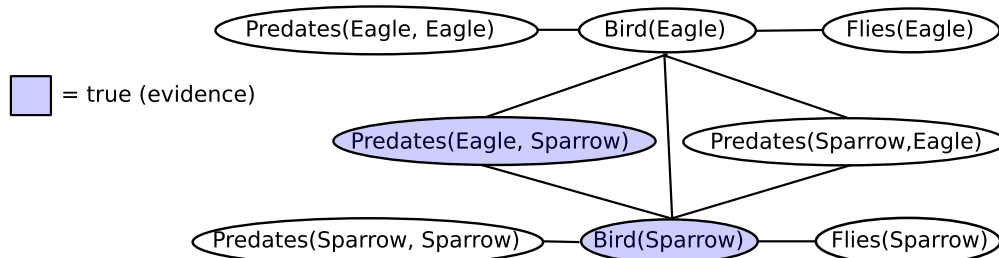 Predates(Eagle, Eagle) Bird(Eagle) Flies(Eagle)
= true (evidence)
Predates(Eagle, Sparrow) Predates(Sparrow,Eagle)
Predates(Sparrow, Sparrow) Bird(Sparrow) Flies(Sparrow)